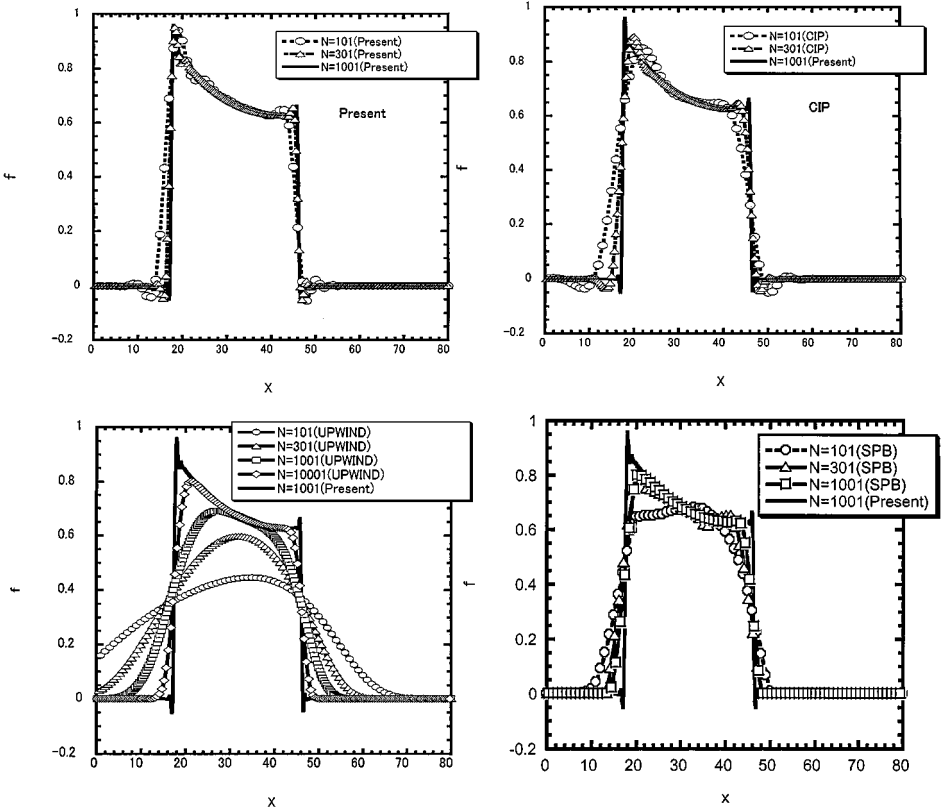 1
0.8
0.6
0.4
0.2
0
-0.2
f
0 10 20 30 40 50 60 70 80
X
N=101(Present)
N=301(Present)
N=1001(Present)
Present
1
0.8
0.6
0.4
0.2
0
-0.2
f
0 10 20 30 40 50 60 70 80
X
N=101(CIP)
N=301(CIP)
N=1001(Present)
CIP
1
0.8
0.6
0.4
0.2
0
-0.2
f
0 10 20 30 40 50 60 70 80
X
N=101(UPWIND)
N=301(UPWIND)
N=1001(UPWIND)
N=10001(UPWIND)
N=1001(Present)
1
0.8
0.6
0.4
0.2
0
-0.2
f
0 10 20 30 40 50 60 70 80
X
N=101(SPB)
N=301(SPB)
N=1001(SPB)
N=1001(Present)